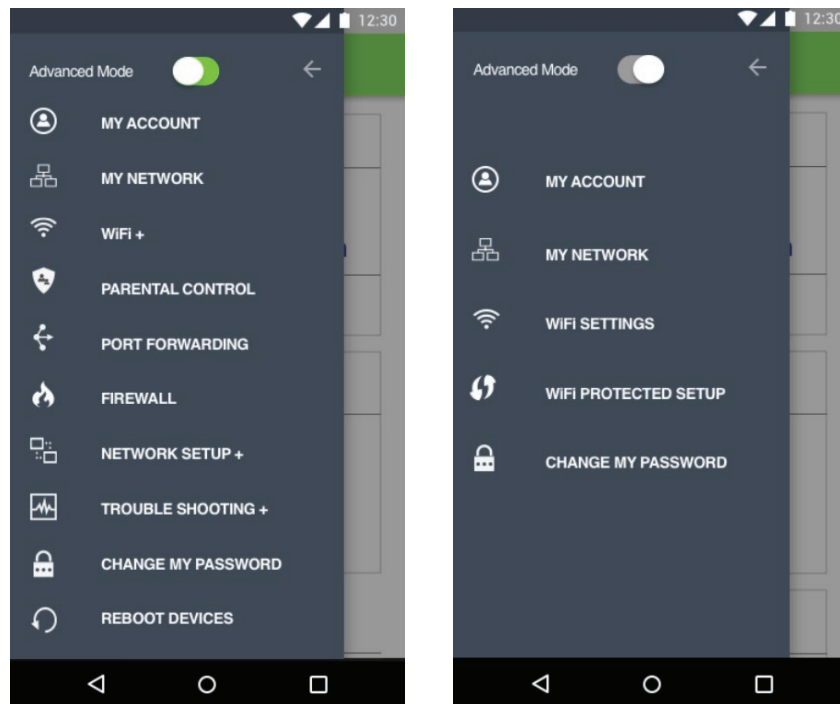 12:30
Advanced Mode
MY ACCOUNT
MY NETWORK
WiFi +
PARENTAL CONTROL
PORT FORWARDING
FIREWALL
NETWORK SETUP +
TROUBLE SHOOTING +
CHANGE MY PASSWORD
REBOOT DEVICES
12:30
Advanced Mode
MY ACCOUNT
MY NETWORK
WiFi SETTINGS
WiFi PROTECTED SETUP
CHANGE MY PASSWORD